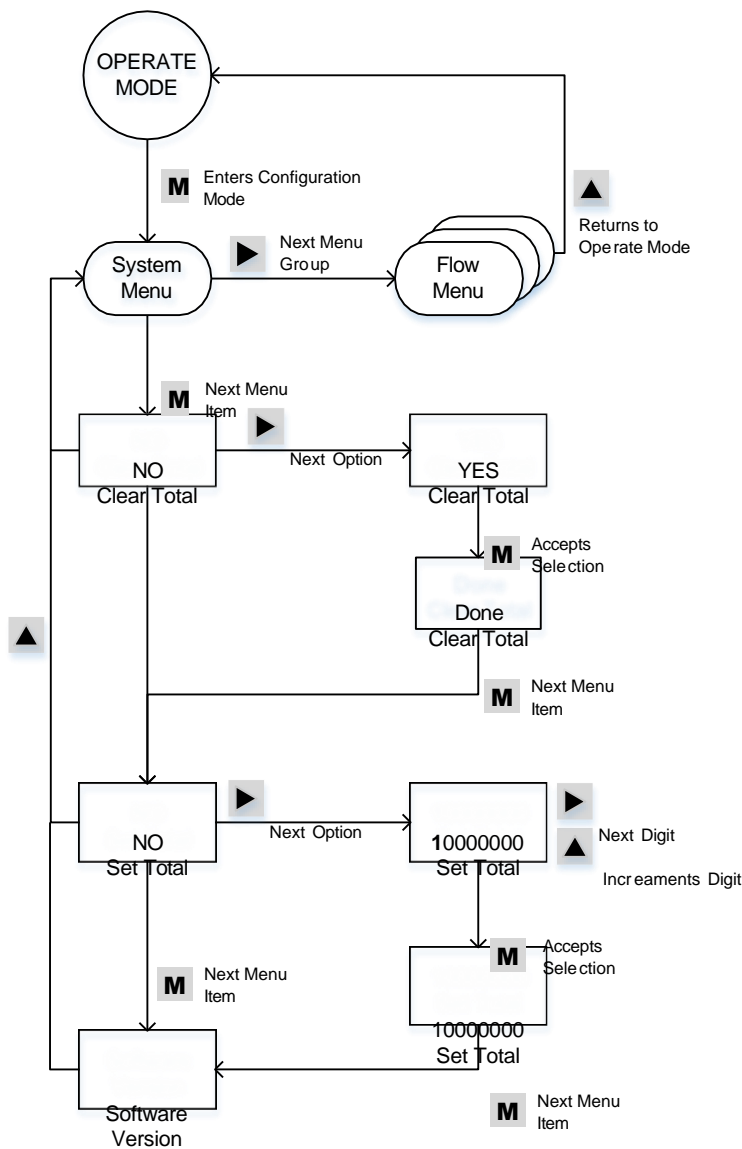 OPERATE
MODE
M Enters Configuration
Mode
System
Menu
Next Menu
Group
Flow
Menu
Returns to
Operate Mode
M Next Menu
Item
NO
Clear Total
Next Option
YES
Clear Total
M Accepts
Selection
Done
Clear Total
M Next Menu
Item
NO
Set Total
Next Option
10000000
Set Total
Next Digit
Increaments Digit
M Accepts
Selection
10000000
Set Total
M Next Menu
Item
Software
Version
M Next Menu
Item